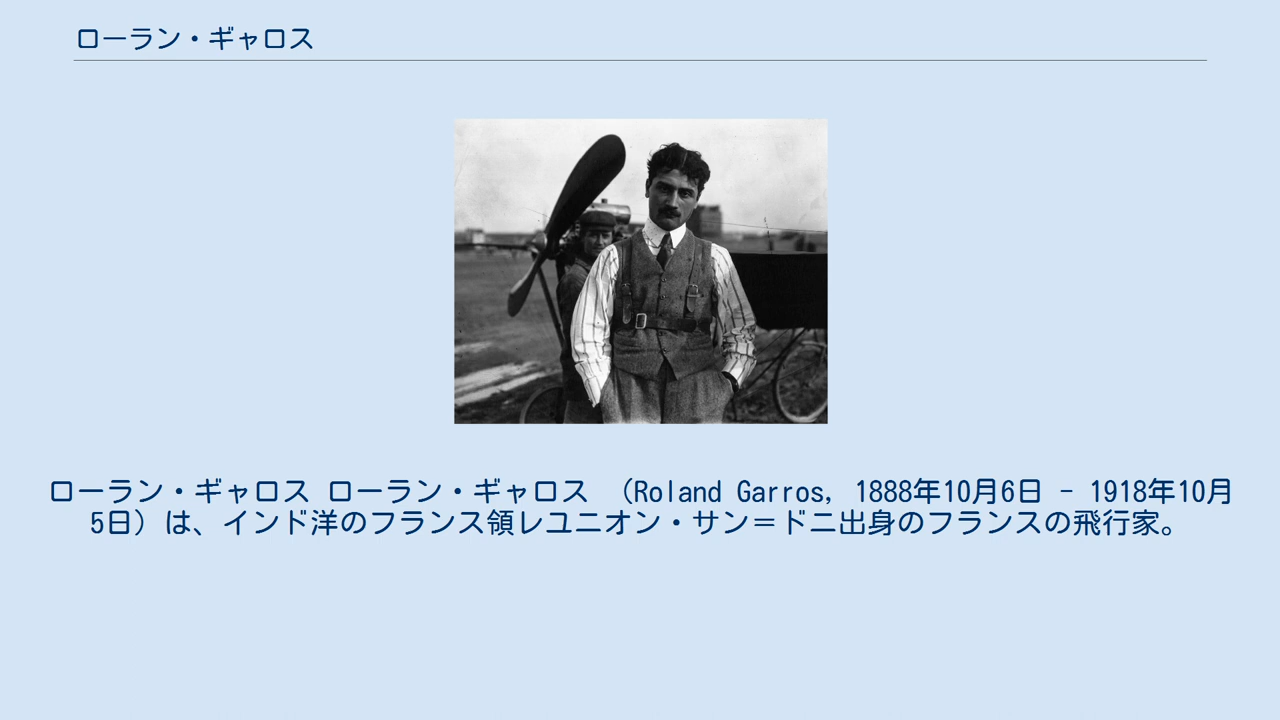 ローラン・ギャロス
ローラン・ギャロス ローラン・ギャロス （Roland Garros, 1888年10月6日 - 1918年10月
5日）は、インド洋のフランス領レユニオン・サン＝ドニ出身のフランスの飛行家。